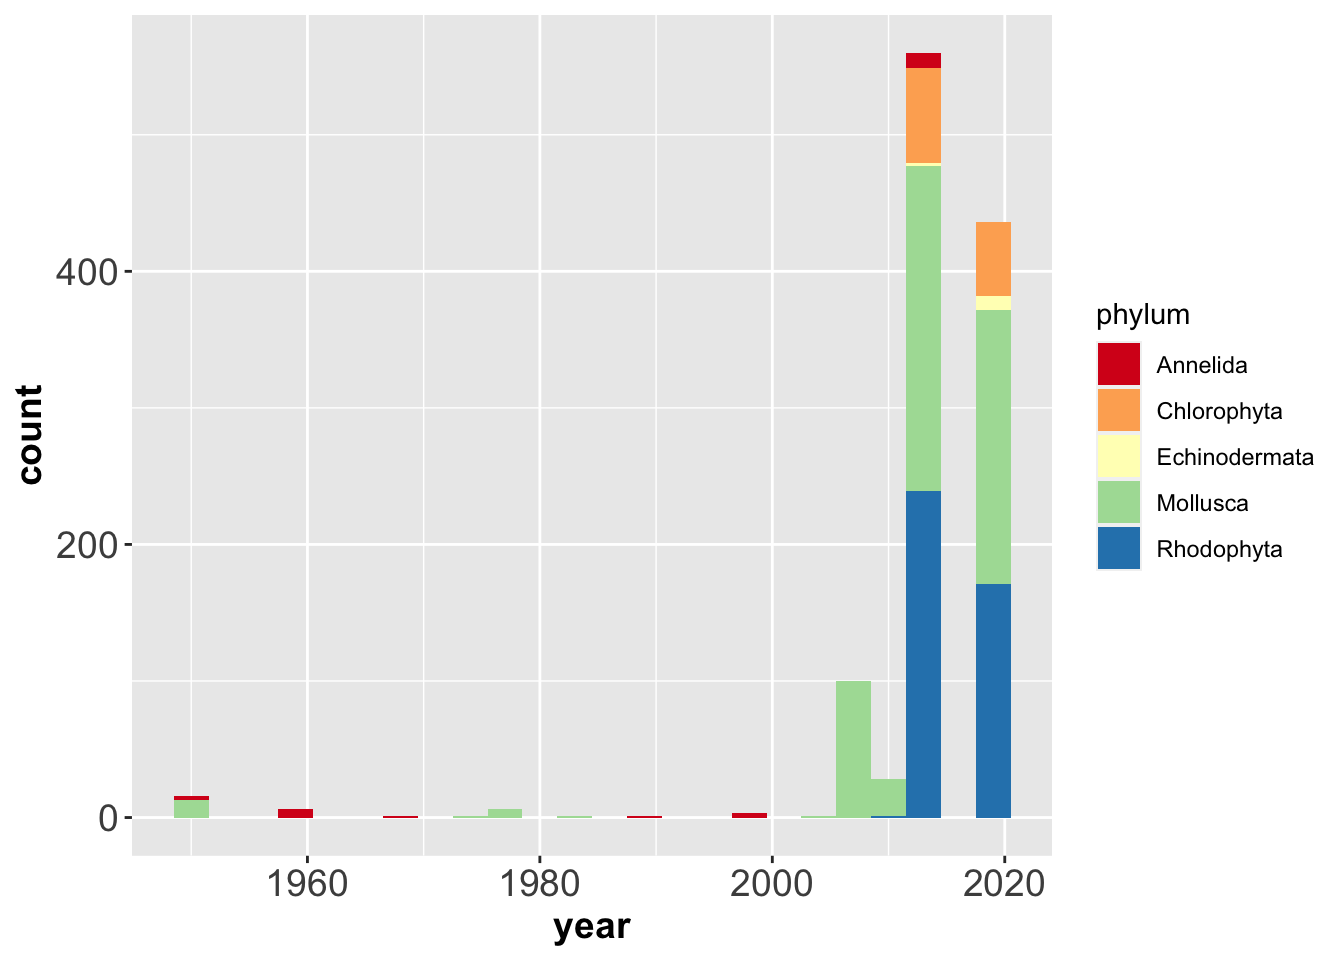 400
200
0
count
1960 1980 2000 2020
year
phylum
Annelida
Chlorophyta
Echinodermata
Mollusca
Rhodophyta